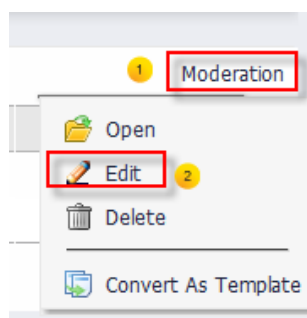 1 Moderation
Open
Edit 2
Delete
Convert As Template